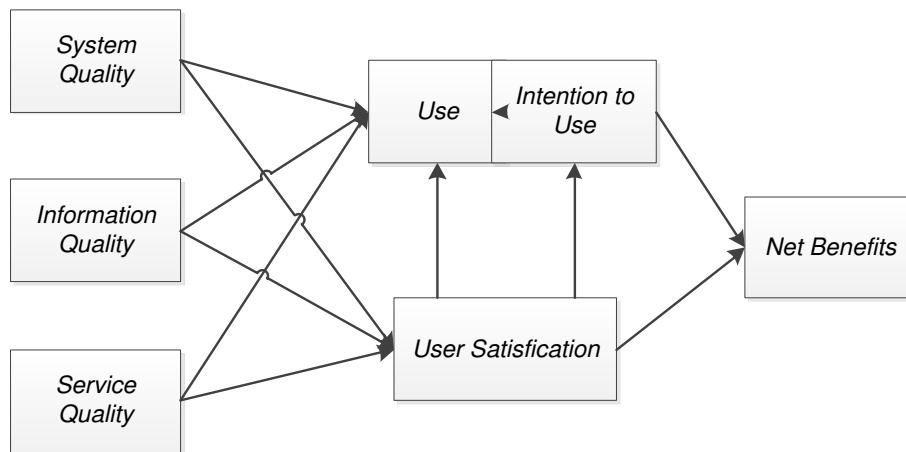 System
Quality
Use
Intention to
Use
Information
Quality
Net Benefits
User Satisfication
Service
Quality